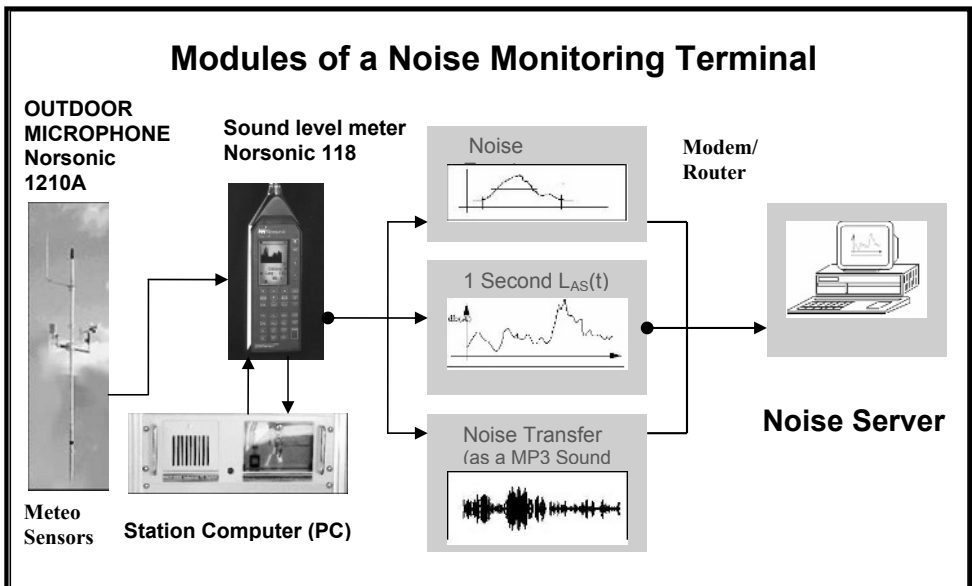 Modules of a Noise Monitoring Terminal
OUTDOOR
MICROPHONE
Norsonic
1210A
Sound level meter
Norsonic 118
Noise
Modem/
Router
1 Second LAS(t)
Noise Transfer
(as a MP3 Sound
Noise Server
Meteo
Sensors
Station Computer (PC)